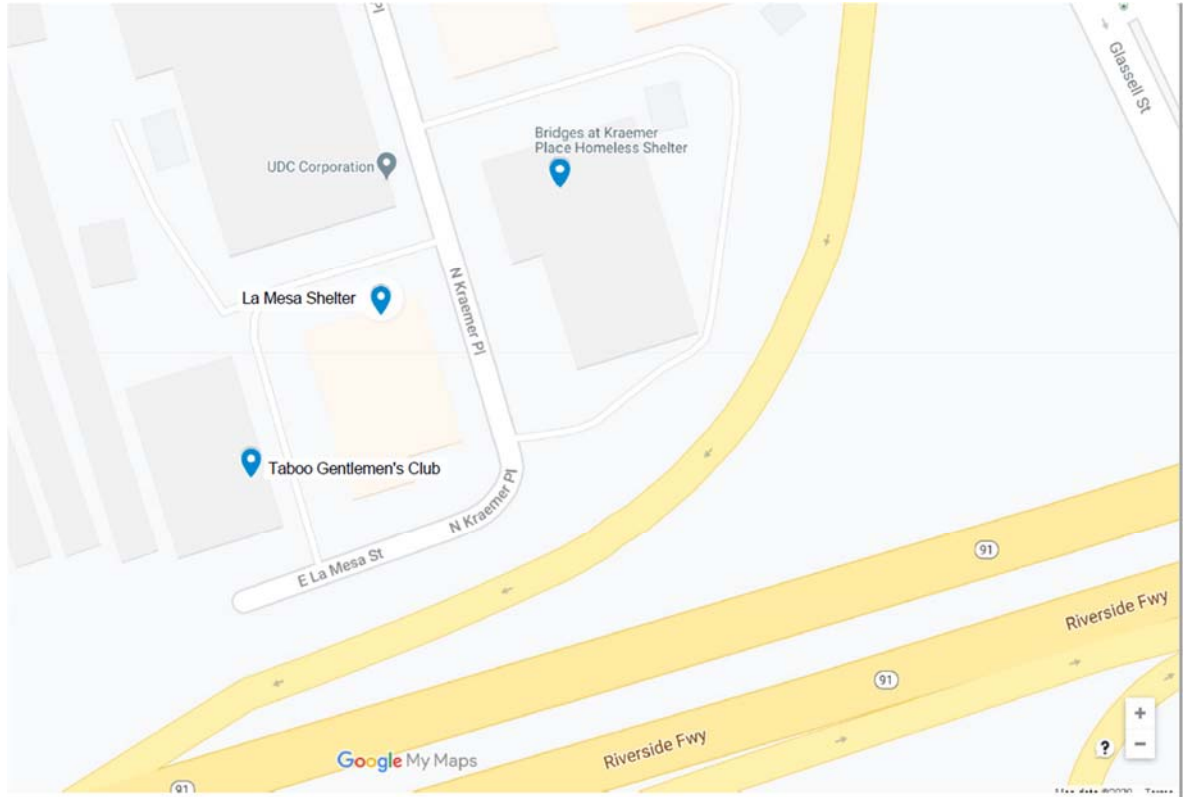 Pl
Glassell St
Bridges at Kraemer
Place Homeless Shelter
UDC Corporation
N Kraemer Pl
La Mesa Shelter
Taboo Gentlemen's Club
N Kraemer Pl
E La Mesa St
91
Riverside Fwy
91
Riverside Fwy
+
?
−
Google My Maps
91